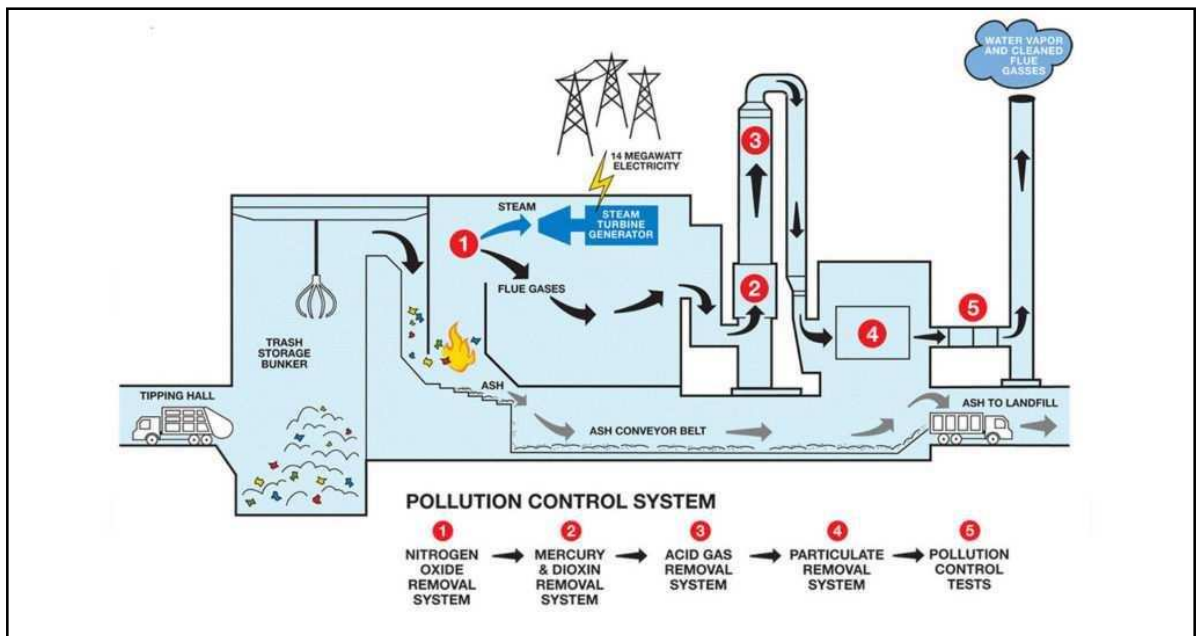 WATER VAPOR
AND CLEANED
FLUE
GASSES
14 MEGAWATT
ELECTRICITY
3
STEAM
STEAM
TURBINE
GENERATOR
1
FLUE GASES
2
5
4
TRASH
STORAGE
BUNKER
ASH
TIPPING HALL
ASH TO LANDFILL
ASH CONVEYOR BELT
POLLUTION CONTROL SYSTEM
1
NITROGEN
OXIDE
REMOVAL
SYSTEM
2
MERCURY
& DIOXIN
REMOVAL
SYSTEM
3
ACID GAS
REMOVAL
SYSTEM
4
PARTICULATE
REMOVAL
SYSTEM
5
POLLUTION
CONTROL
TESTS